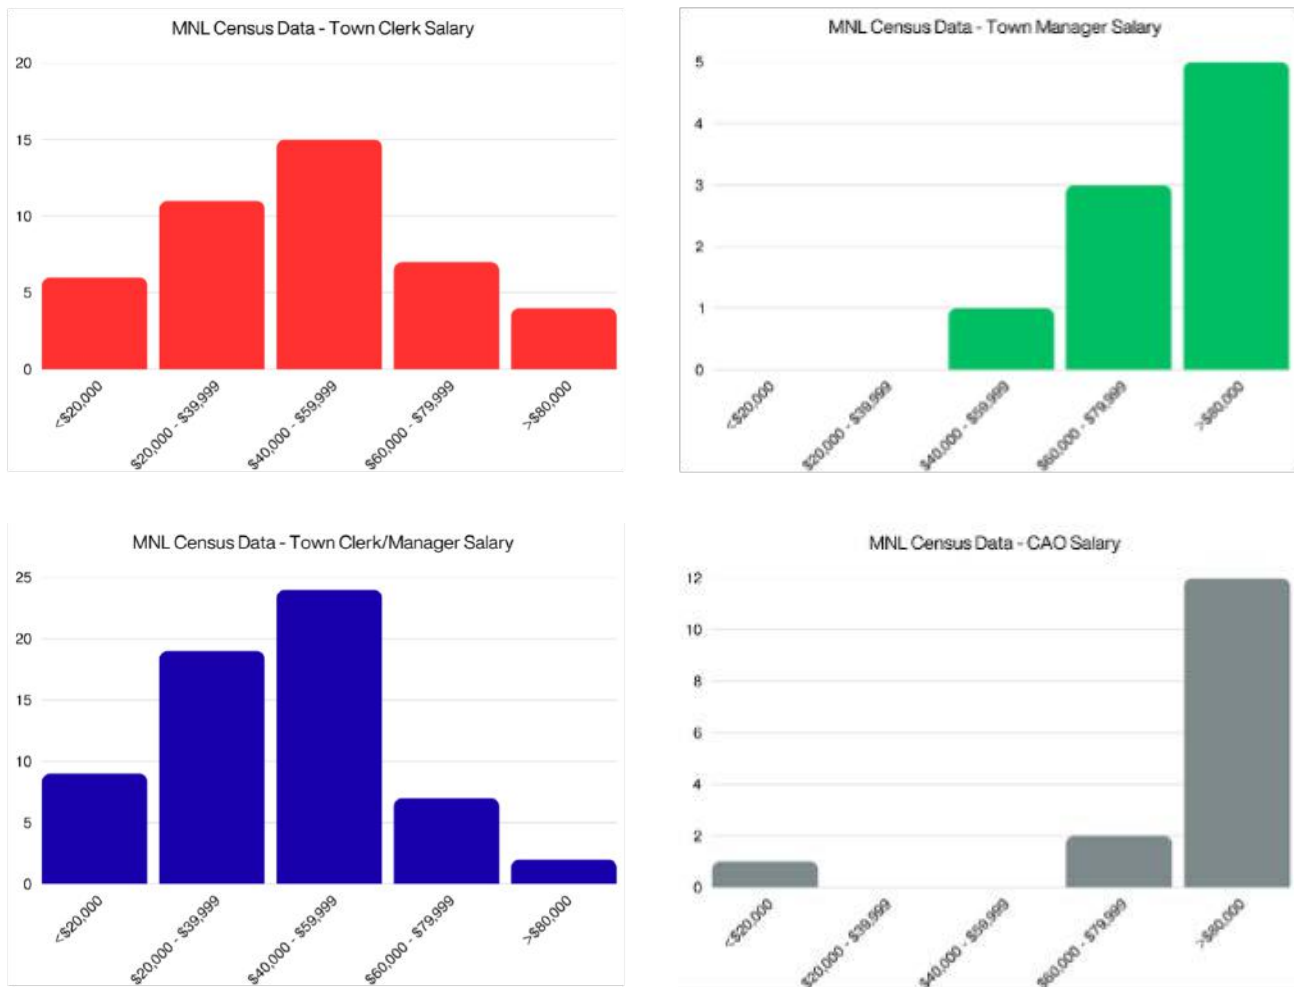 MNL Census Data - Town Clerk Salary
20
15
10
5
0
<$20,000
$20,000 - $39,999
$40,000 - $59,999
$60,000 - $79,999
>$80,000
MNL Census Data - Town Manager Salary
5
4
3
2
1
0
<$20,000
$20,000 - $39,999
$40,000 - $59,999
$60,000 - $79,999
>$80,000
MNL Census Data - Town Clerk/Manager Salary
25
20
15
10
5
0
<$20,000
$20,000 - $39,999
$40,000 - $59,999
$60,000 - $79,999
>$80,000
MNL Census Data - CAO Salary
12
10
8
6
4
2
0
<$20,000
$20,000 - $39,999
$40,000 - $59,999
$60,000 - $79,999
>$80,000